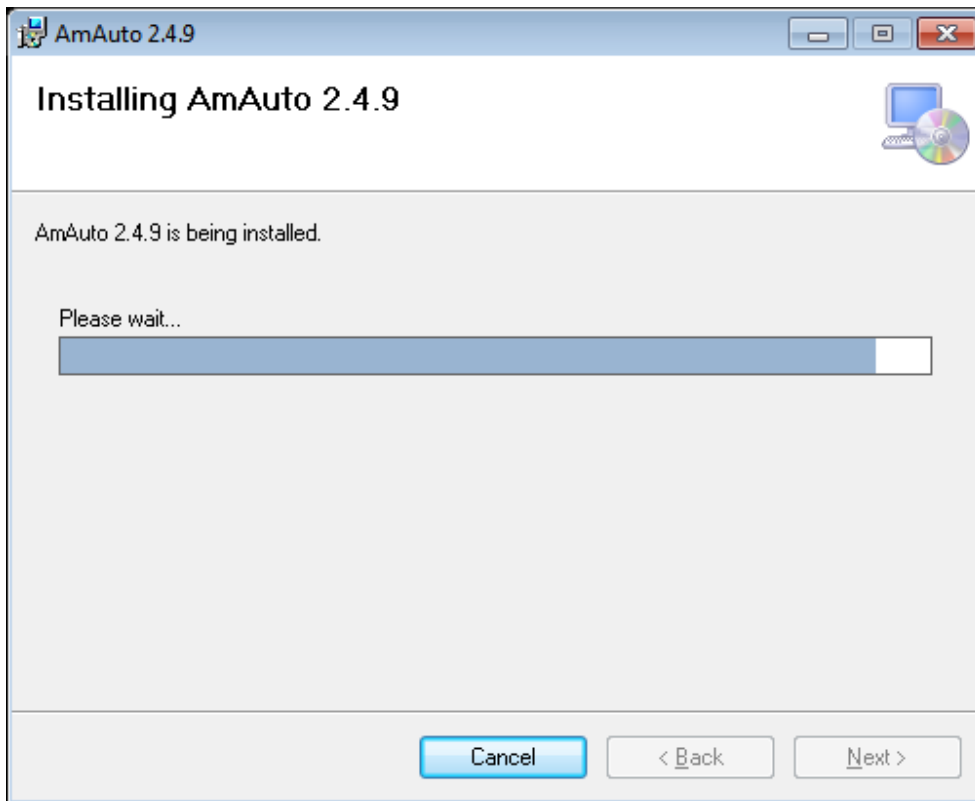 AmAuto 2.4.9
Installing AmAuto 2.4.9
AmAuto 2.4.9 is being installed.
Please wait...
Cancel
< Back
Next >